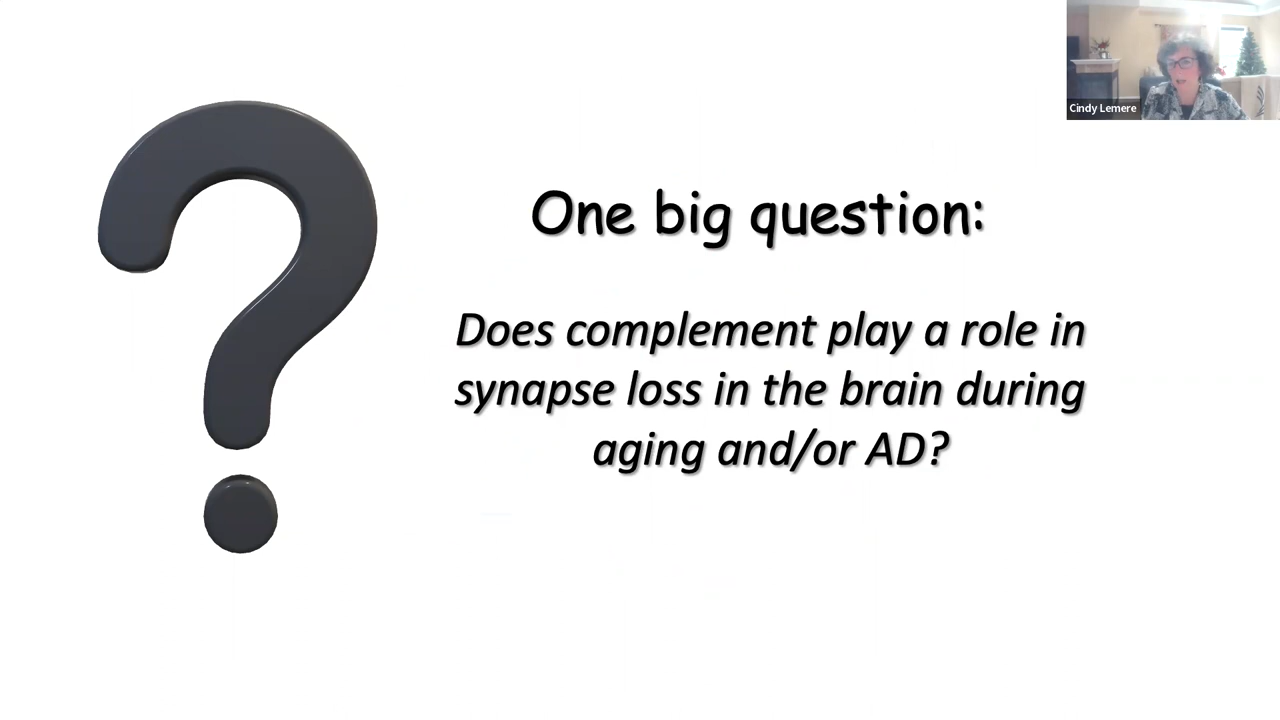 Cindy Lemere
One big question:
Does complement play a role in
synapse loss in the brain during
aging and/or AD?